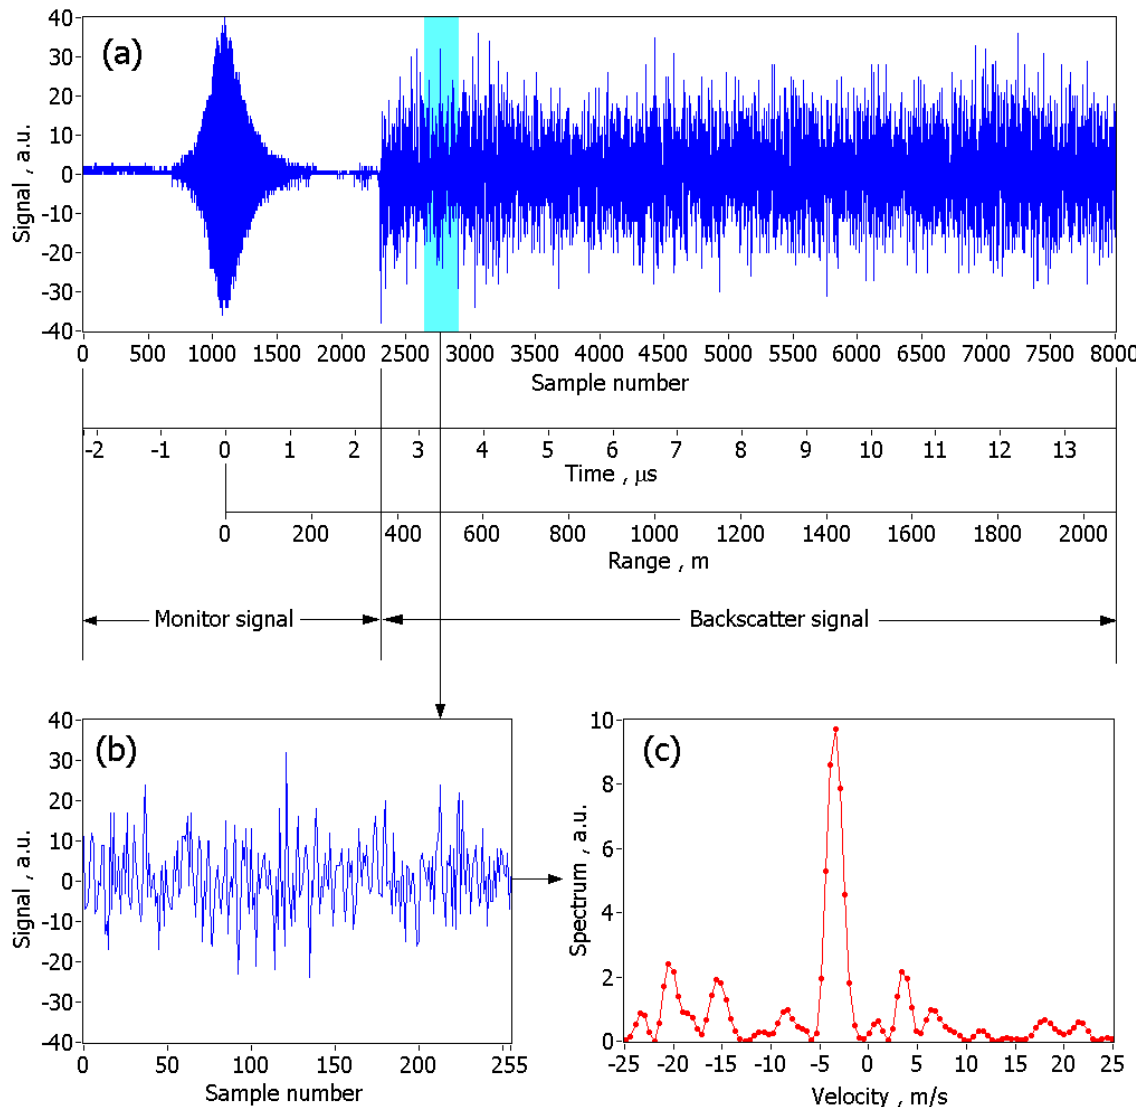 (a)
Signal , a.u.
40
30
20
10
0
-10
-20
-30
-40
0 500 1000 1500 2000 2500 3000 3500 4000 4500 5000 5500 6000 6500 7000 7500 8000
Sample number
-2 -1 0 1 2 3 4 5 6 7 8 9 10 11 12 13
Time , μs
0 200 400 600 800 1000 1200 1400 1600 1800 2000
Range , m
Monitor signal Backscatter signal
(b)
Signal , a.u.
40
30
20
10
0
-10
-20
-30
-40
0 50 100 150 200 255
Sample number
(c)
Spectrum , a.u.
10
8
6
4
2
0
-25 -20 -15 -10 -5 0 5 10 15 20 25
Velocity , m/s